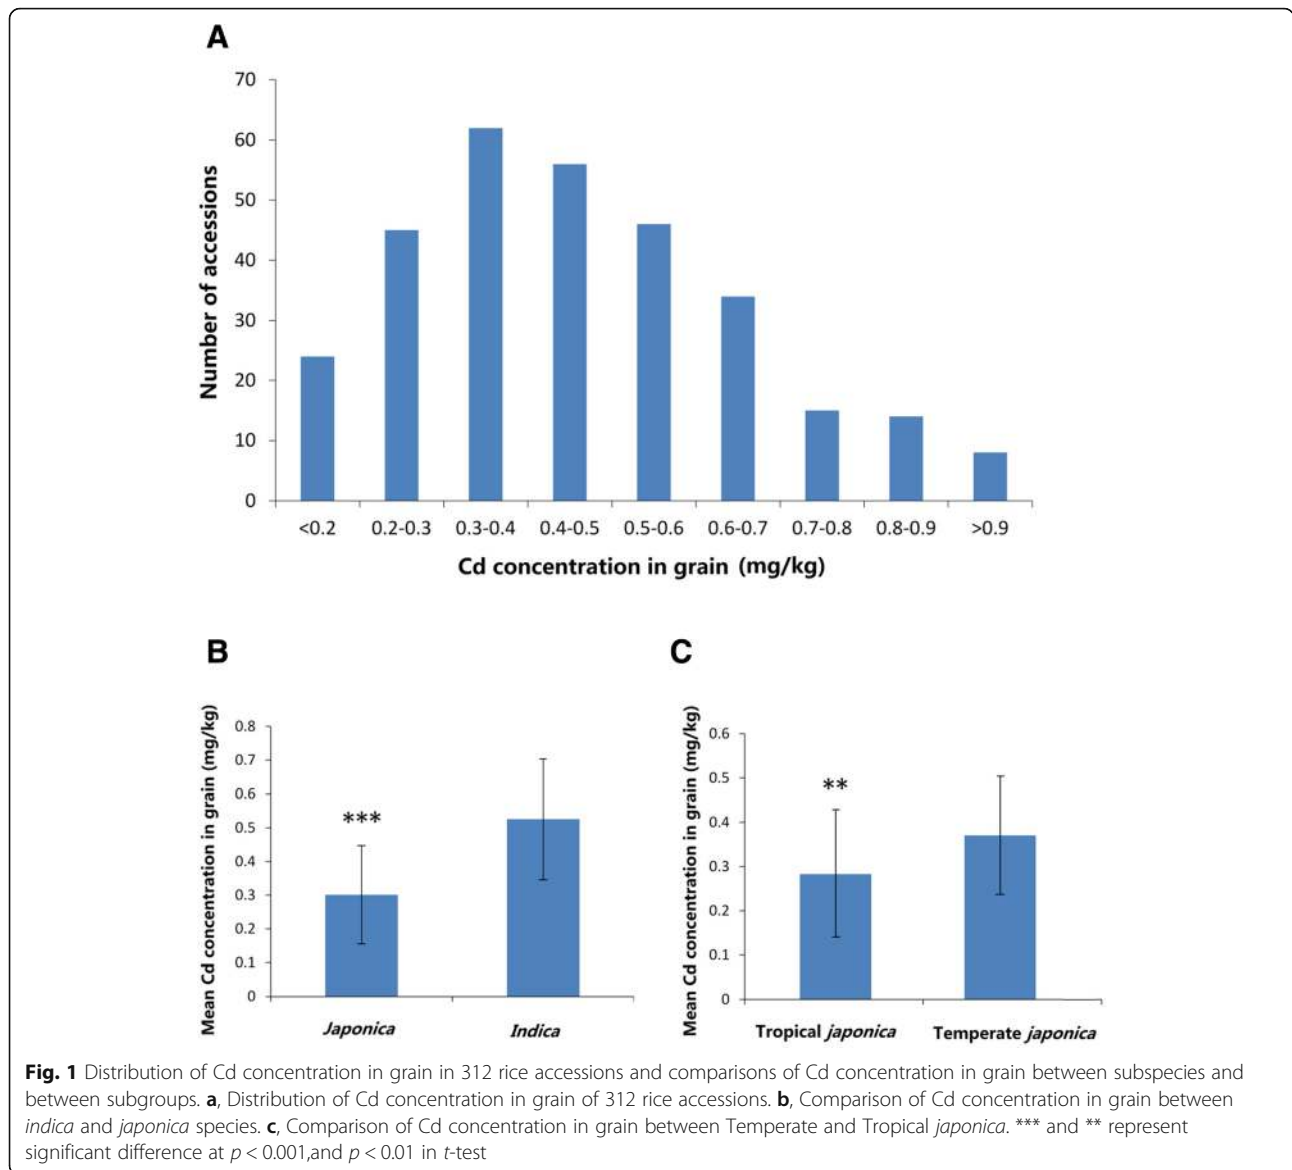 A
70
60
50
40
30
20
10
0
Number of accessions
<0.2 0.2-0.3 0.3-0.4 0.4-0.5 0.5-0.6 0.6-0.7 0.7-0.8 0.8-0.9 >0.9
Cd concentration in grain (mg/kg)
B
Mean Cd concentration in grain (mg/kg)
0.8
0.7
0.6
0.5
0.4
0.3
0.2
0.1
0
***
Japonica Indica
C
Mean Cd concentration in grain (mg/kg)
0.6
0.5
0.4
0.3
0.2
0.1
0
**
Tropical japonica Temperate japonica
Fig. 1 Distribution of Cd concentration in grain in 312 rice accessions and comparisons of Cd concentration in grain between subspecies and
between subgroups. a, Distribution of Cd concentration in grain of 312 rice accessions. b, Comparison of Cd concentration in grain between
indica and japonica species. c, Comparison of Cd concentration in grain between Temperate and Tropical japonica. *** and ** represent
significant difference at p < 0.001,and p < 0.01 in t-test